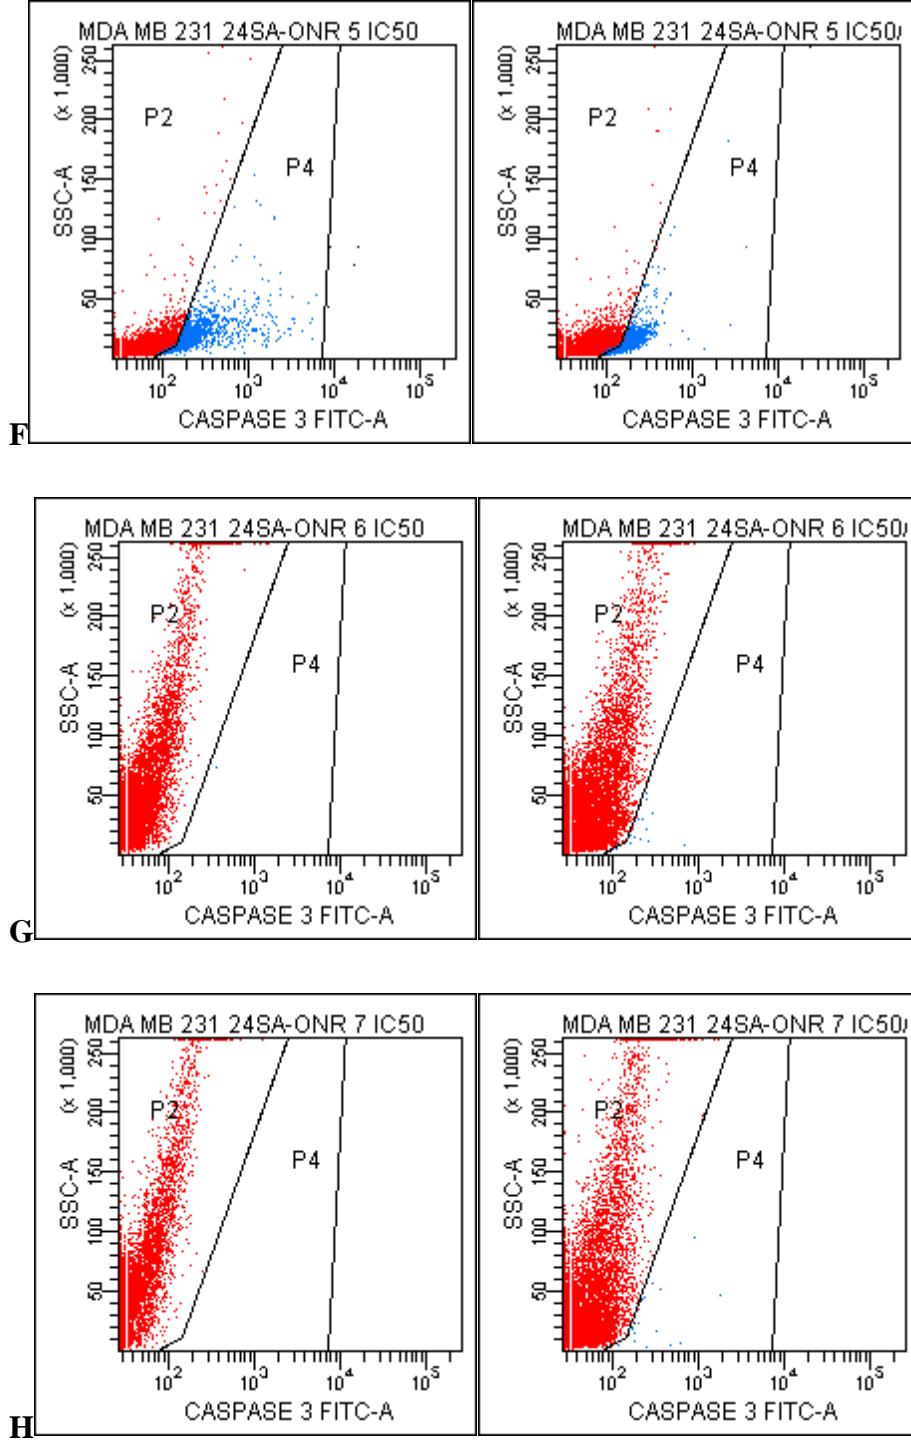 MDA MB 231 24SA-ONR 5 IC50
(x 1,000)
SSC-A
250
200
150
100
50
P2
P4
10²
10³
10⁴
10⁵
CASPASE 3 FITC-A
MDA MB 231 24SA-ONR 5 IC50/
(x 1,000)
SSC-A
250
200
150
100
50
P2
P4
10²
10³
10⁴
10⁵
CASPASE 3 FITC-A
F
MDA MB 231 24SA-ONR 6 IC50
(x 1,000)
SSC-A
250
200
150
100
50
P2
P4
10²
10³
10⁴
10⁵
CASPASE 3 FITC-A
MDA MB 231 24SA-ONR 6 IC50/
(x 1,000)
SSC-A
250
200
150
100
50
P2
P4
10²
10³
10⁴
10⁵
CASPASE 3 FITC-A
G
MDA MB 231 24SA-ONR 7 IC50
(x 1,000)
SSC-A
250
200
150
100
50
P2
P4
10²
10³
10⁴
10⁵
CASPASE 3 FITC-A
MDA MB 231 24SA-ONR 7 IC50/
(x 1,000)
SSC-A
250
200
150
100
50
P2
P4
10²
10³
10⁴
10⁵
CASPASE 3 FITC-A
H